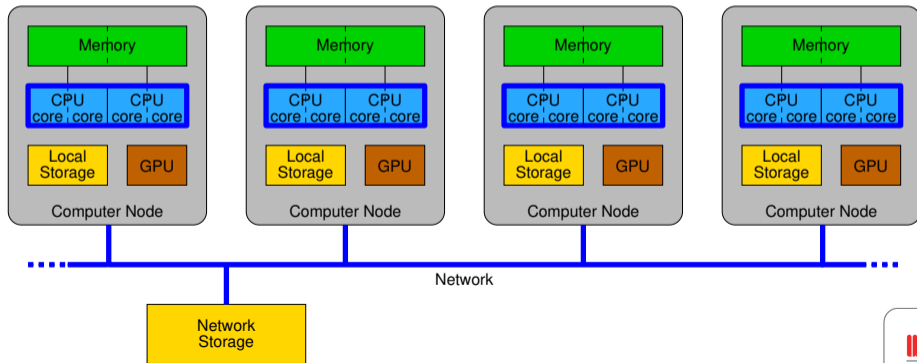 Memory
CPU CPU
core core core core
Local
Storage
GPU
Computer Node
Memory
CPU CPU
core core core core
Local
Storage
GPU
Computer Node
Memory
CPU CPU
core core core core
Local
Storage
GPU
Computer Node
Memory
CPU CPU
core core core core
Local
Storage
GPU
Computer Node
Network
Network
Storage